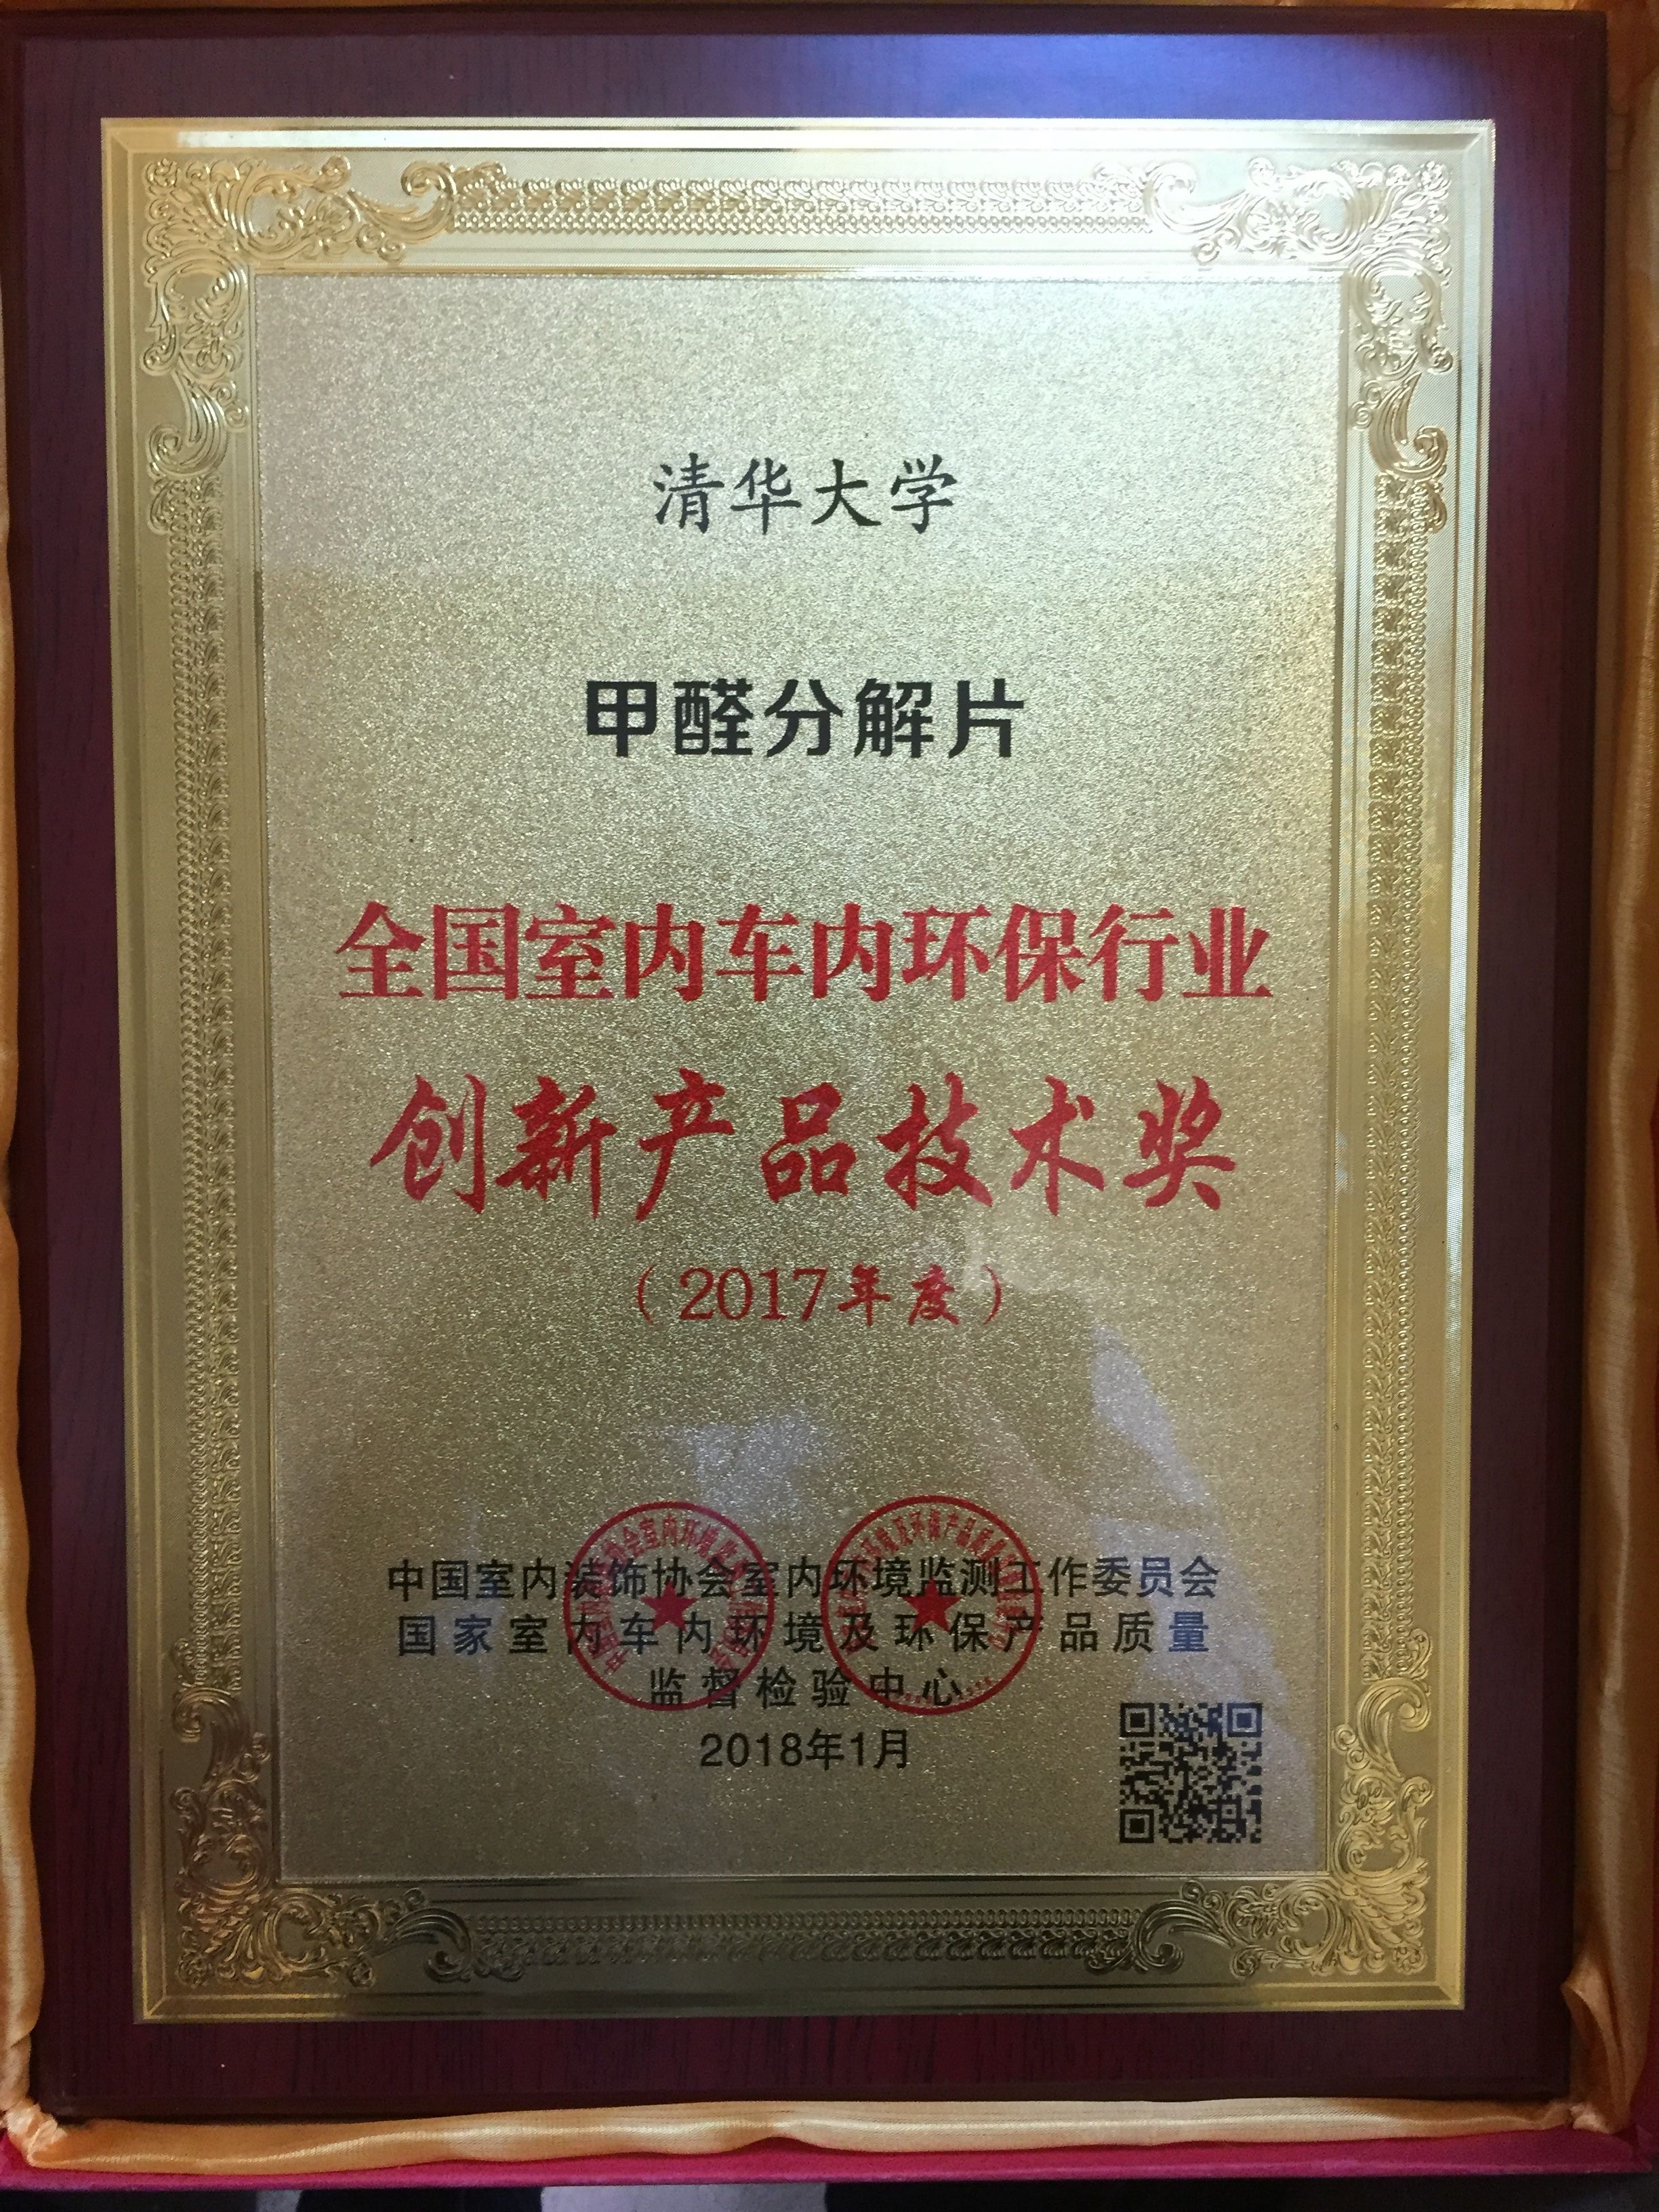 清华大学
甲醛分解片
全国室内车内环保行业
创新产品技术奖
（2017年度）
中国室内装饰协会室内环境监测工作委员会
国家室内车内环境及环保产品质量
监督检验中心
2018年1月